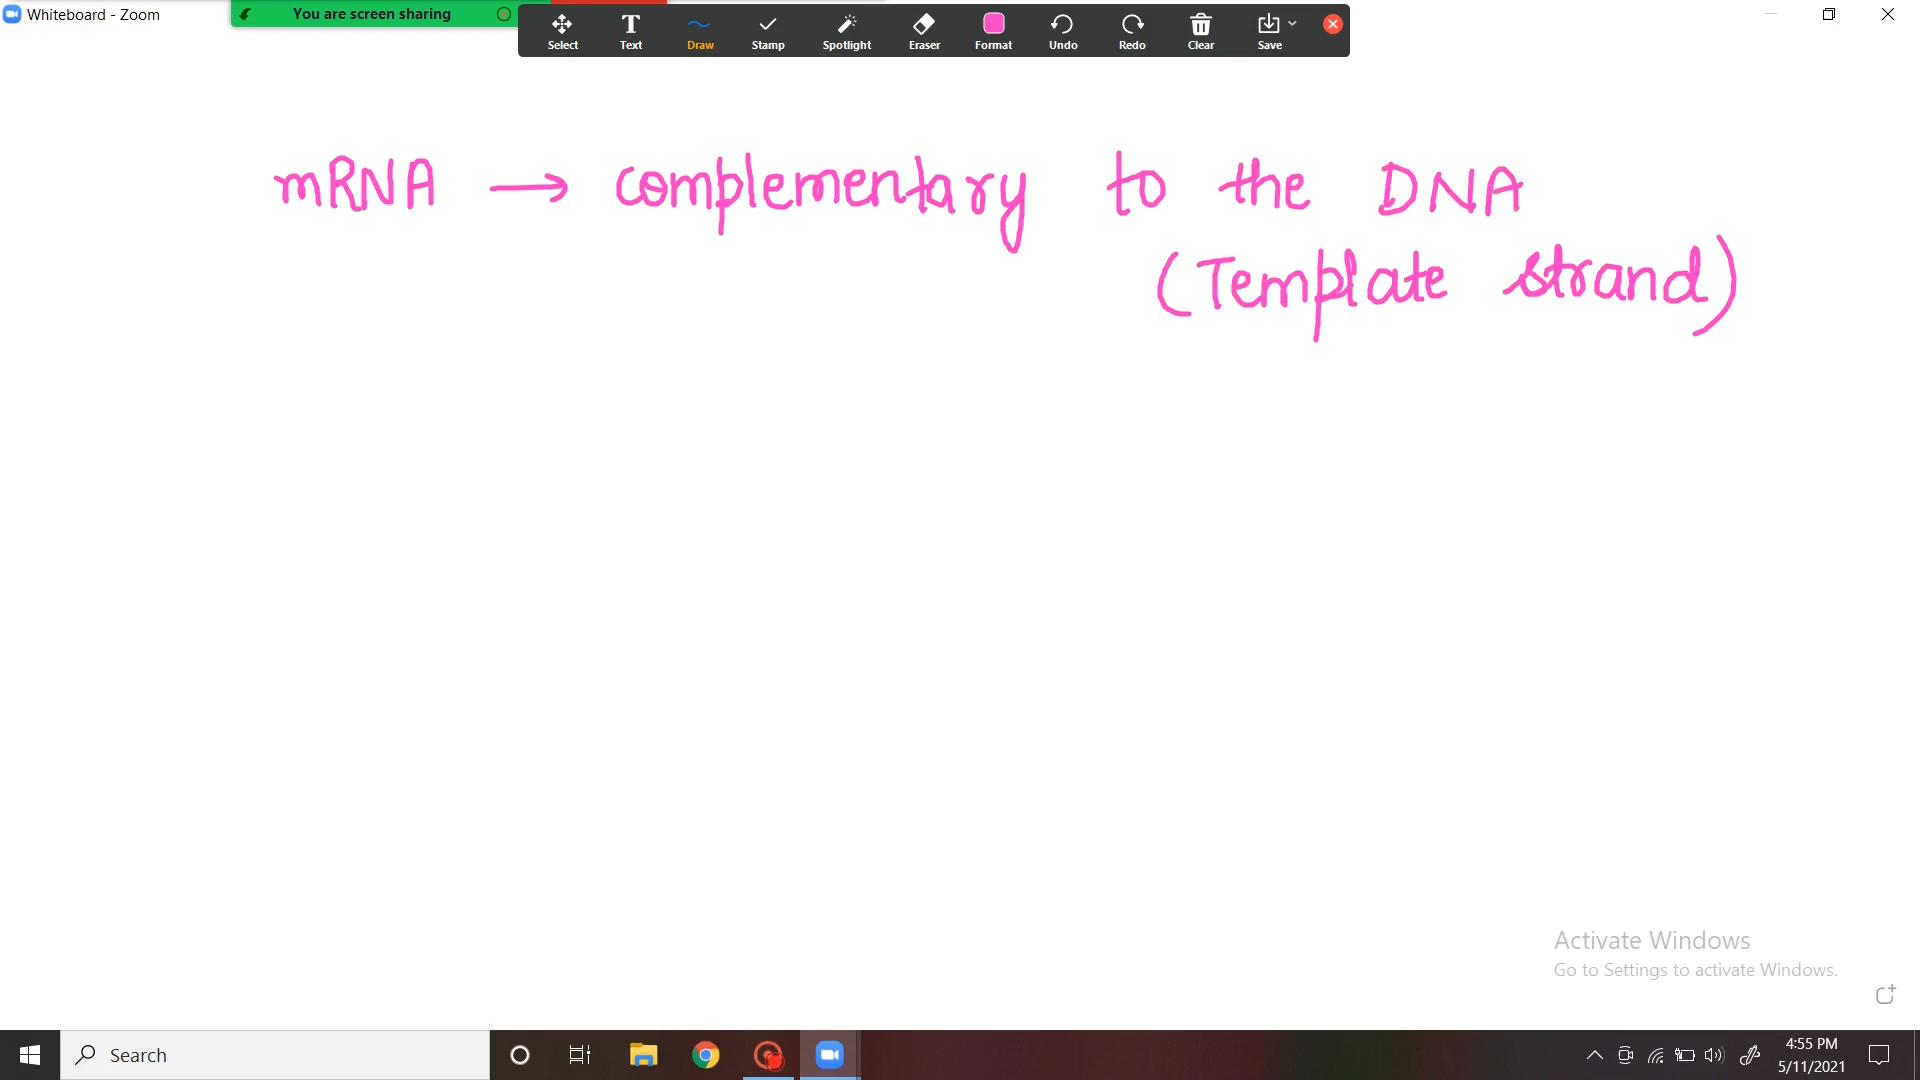 Whiteboard - Zoom
You are screen sharing
Select Text Draw Stamp Spotlight Eraser Format Undo Redo Clear Save
mRNA → complementary to the DNA
(Template strand)
Activate Windows
Go to Settings to activate Windows.
Search
4:55 PM
5/11/2021